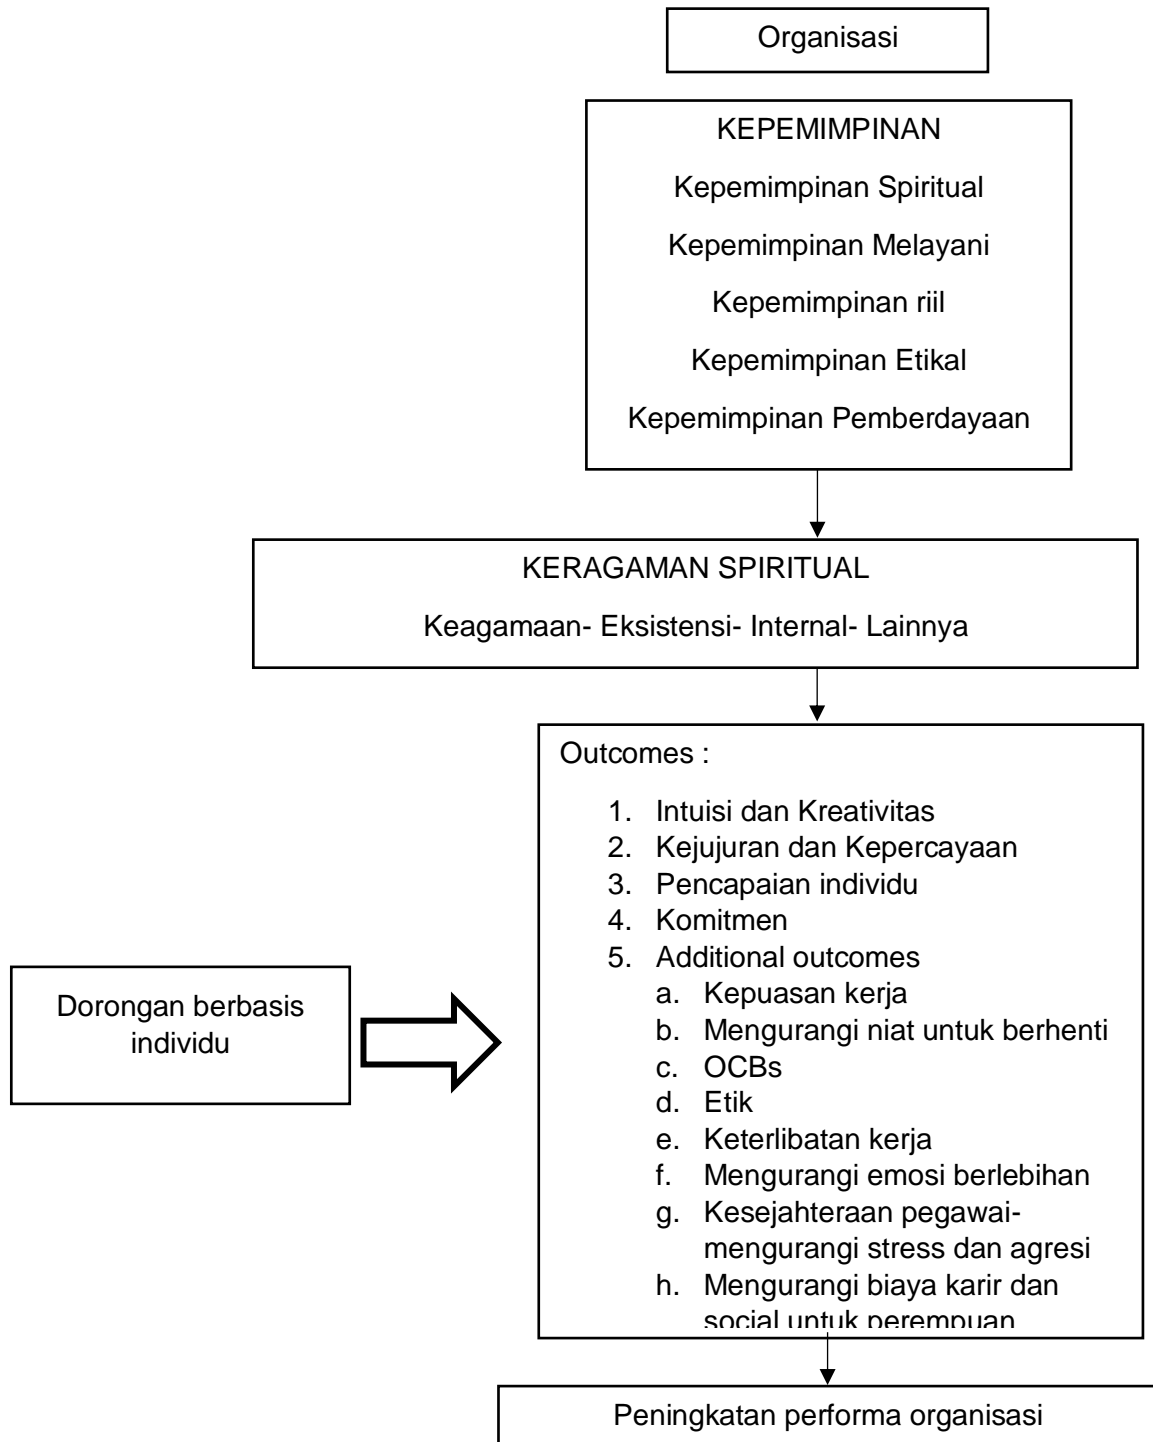 Organisasi
KEPEMIMPINAN
Kepemimpinan Spiritual
Kepemimpinan Melayani
Kepemimpinan riil
Kepemimpinan Etikal
Kepemimpinan Pemberdayaan
KERAGAMAN SPIRITUAL
Keagamaan- Eksistensi- Internal- Lainnya
Outcomes :
1. Intuisi dan Kreativitas
2. Kejujuran dan Kepercayaan
3. Pencapaian individu
4. Komitmen
5. Additional outcomes
a. Kepuasan kerja
b. Mengurangi niat untuk berhenti
c. OCBs
d. Etik
e. Keterlibatan kerja
f. Mengurangi emosi berlebihan
g. Kesejahteraan pegawai-
mengurangi stress dan agresi
h. Mengurangi biaya karir dan
social untuk perempuan
Dorongan berbasis
individu
Peningkatan performa organisasi